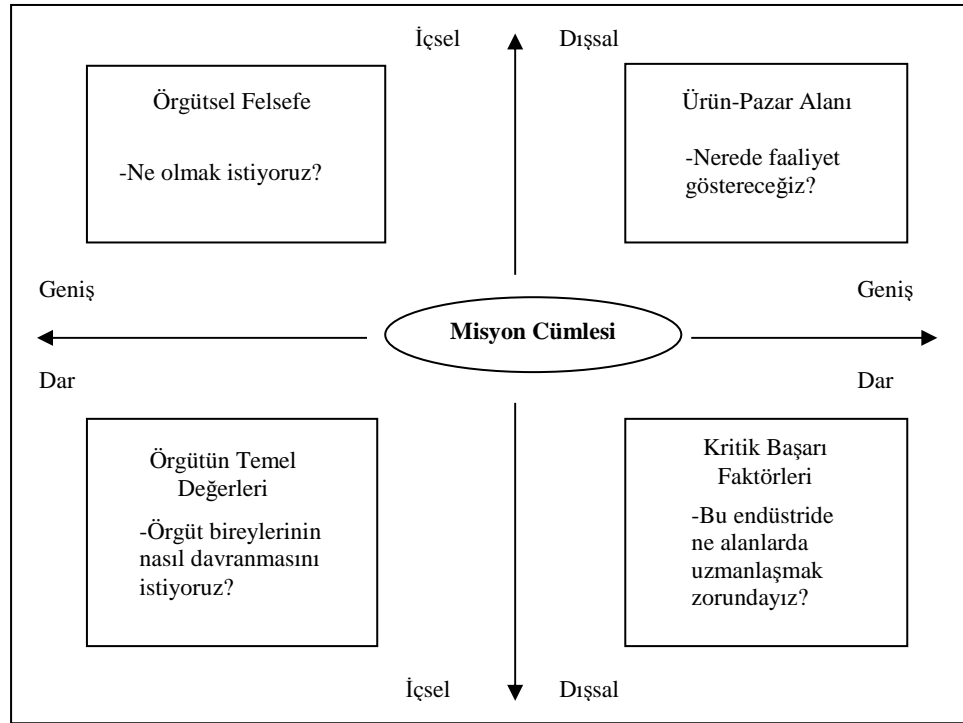 İçsel
Dışsal
Örgütsel Felsefe
-Ne olmak istiyoruz?
Ürün-Pazar Alanı
-Nerede faaliyet
göstereceğiz?
Geniş
Geniş
Misyon Cümlesi
Dar
Dar
Örgütün Temel
Değerleri
-Örgüt bireylerinin
nasıl davranmasını
istiyoruz?
Kritik Başarı
Faktörleri
-Bu endüstride
ne alanlarda
uzmanlaşmak
zorundayız?
İçsel
Dışsal